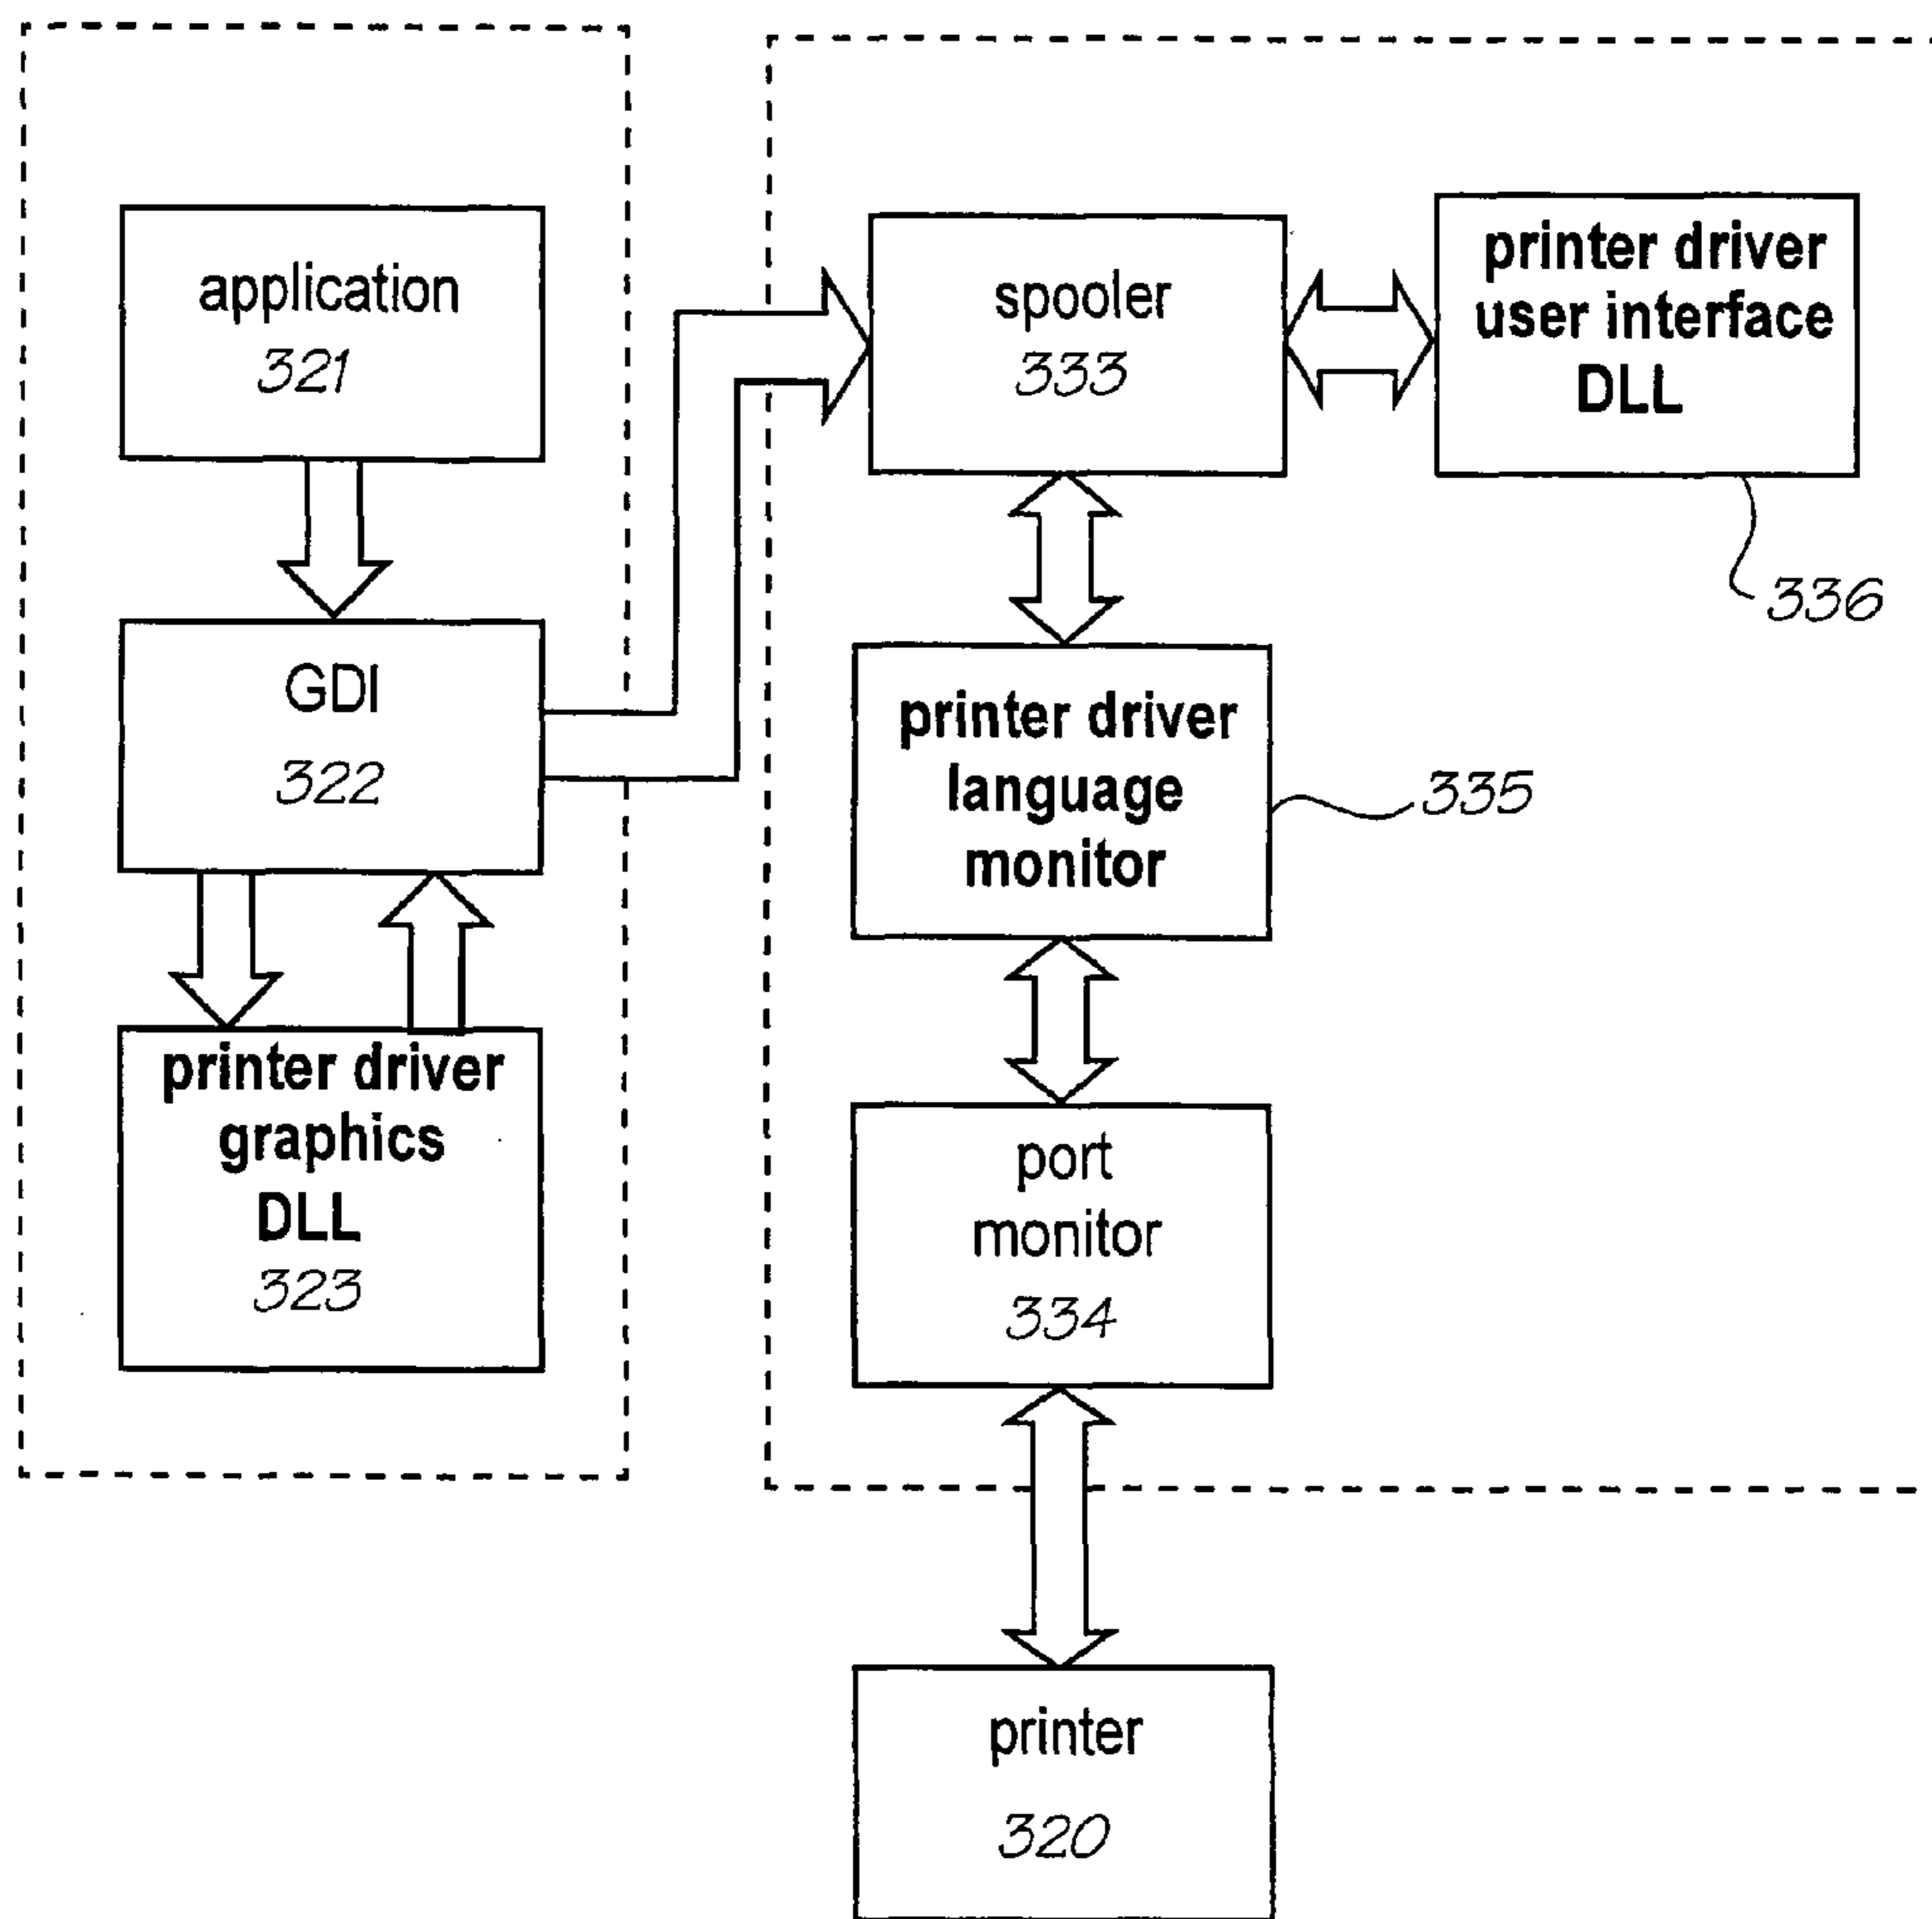 application
321
GDI
322
printer driver
graphics
DLL
323
spooler
333
printer driver
user interface
DLL
336
printer driver
language
monitor
335
port
monitor
334
printer
320